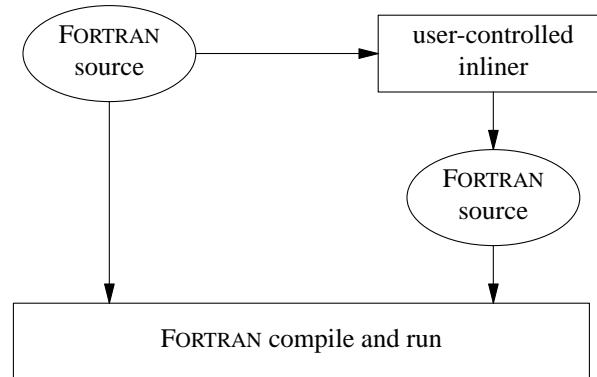 FORTRAN
source
user-controlled
inliner
FORTRAN
source
FORTRAN compile and run